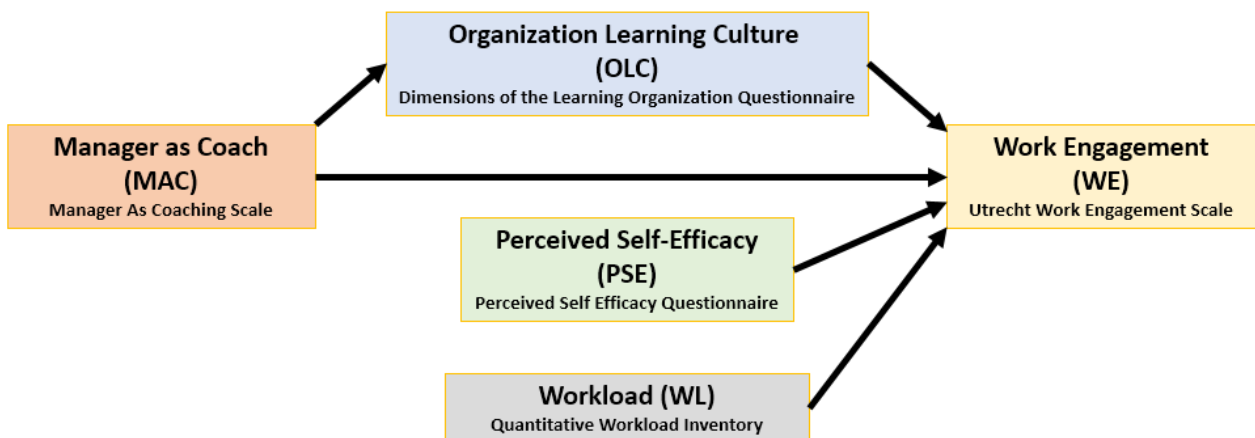 Organization Learning Culture
(OLC)
Dimensions of the Learning Organization Questionnaire
Manager as Coach
(MAC)
Manager As Coaching Scale
Work Engagement
(WE)
Utrecht Work Engagement Scale
Perceived Self-Efficacy
(PSE)
Perceived Self Efficacy Questionnaire
Workload (WL)
Quantitative Workload Inventory